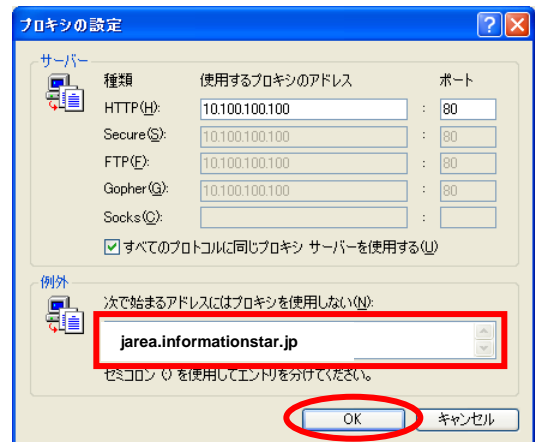 プロキシの設定
サーバー
種類 使用するプロキシのアドレス ポート
HTTP(H): 10.100.100.100 : 80
Secure(S): 10.100.100.100 : 80
FTP(F): 10.100.100.100 : 80
Gopher(G): 10.100.100.100 : 80
Socks(C): :
すべてのプロトコルに同じプロキシ サーバーを使用する(U)
例外
次で始まるアドレスにはプロキシを使用しない(N):
jarea.informationstar.jp
セミコロン (;) を使用してエントリを分けてください。
OK キャンセル